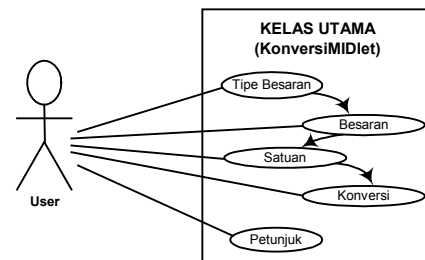 KELAS UTAMA
(KonversiMIDlet)
Tipe Besaran
Besaran
Satuan
Konversi
Petunjuk
User